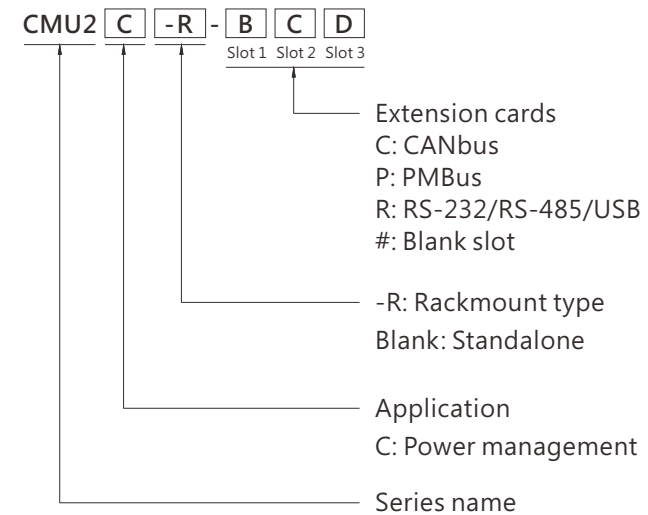 CMU2 C -R - B C D
Slot 1 Slot 2 Slot 3
Extension cards
C: CANbus
P: PMBus
R: RS-232/RS-485/USB
#: Blank slot
-R: Rackmount type
Blank: Standalone
Application
C: Power management
Series name